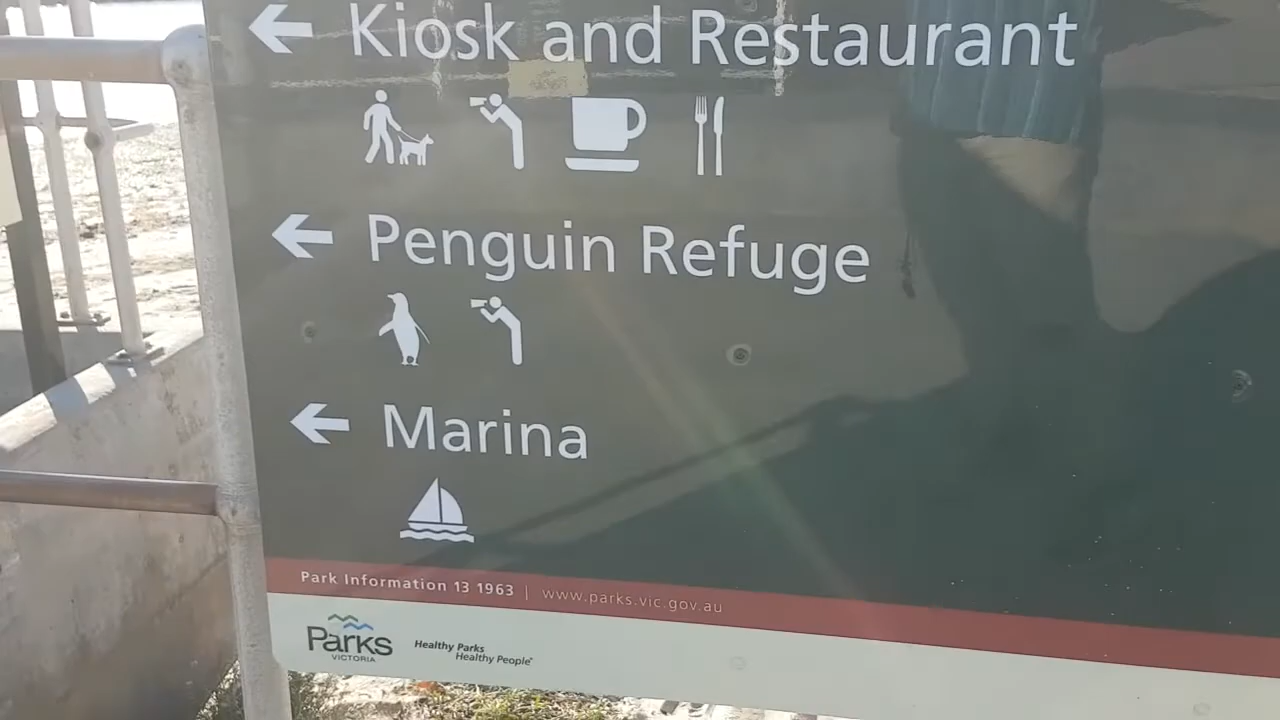 Kiosk and Restaurant
Penguin Refuge
Marina
Park Information 13 1963 | www.parks.vic.gov.au
Parks
VICTORIA
Healthy Parks
Healthy People